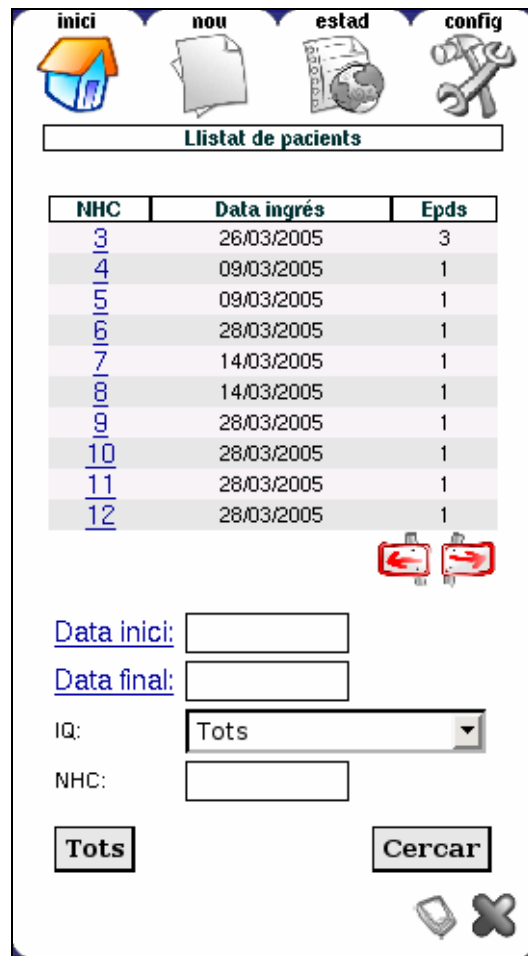 inici nou estad config
Llistat de pacients
NHC Data ingrés Epds
3 26/03/2005 3
4 09/03/2005 1
5 09/03/2005 1
6 28/03/2005 1
7 14/03/2005 1
8 14/03/2005 1
9 28/03/2005 1
10 28/03/2005 1
11 28/03/2005 1
12 28/03/2005 1
Data inici:
Data final:
IQ: Tots
NHC:
Tots Cercar